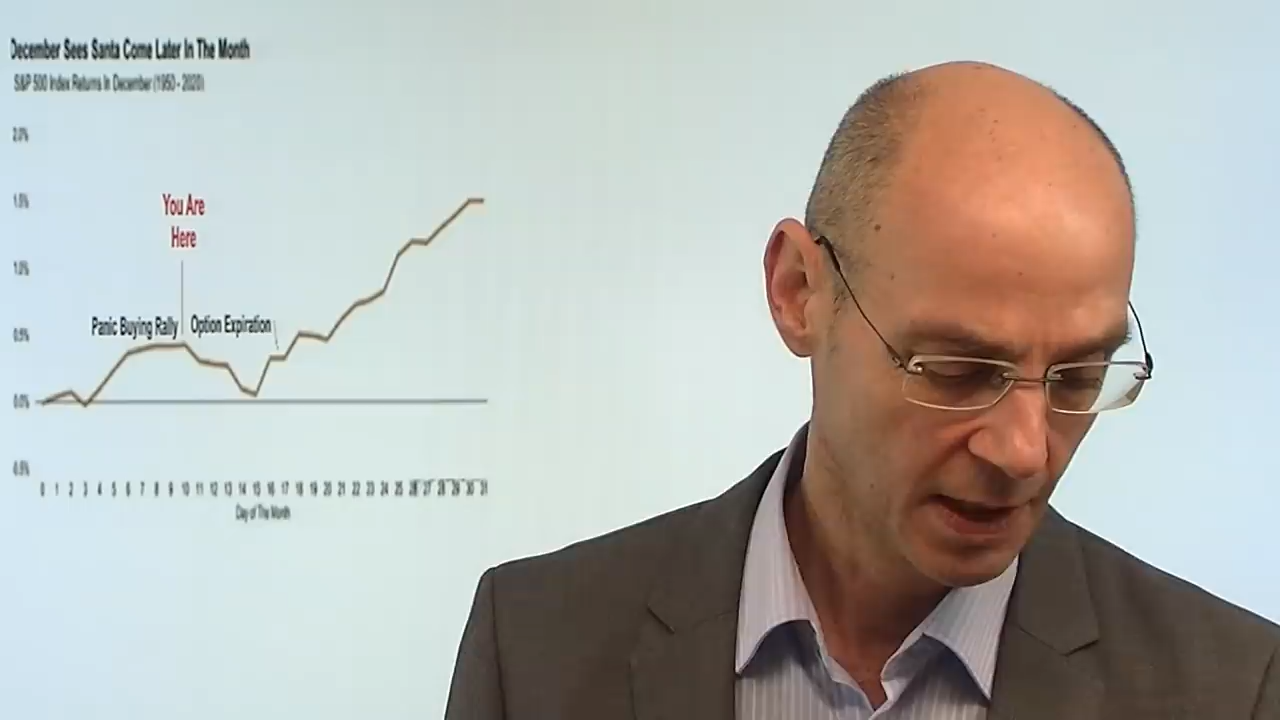 December Sees Santa Come Later In The Month
S&P 500 Index Returns In December (1950 - 2020)
2.0%
1.5%
1.0%
0.5%
0.0%
-0.5%
You Are
Here
Panic Buying Rally
Option Expiration
0 1 2 3 4 5 6 7 8 9 10 11 12 13 14 15 16 17 18 19 20 21 22 23 24 25 26 27 28 29 30 31
Day of The Month